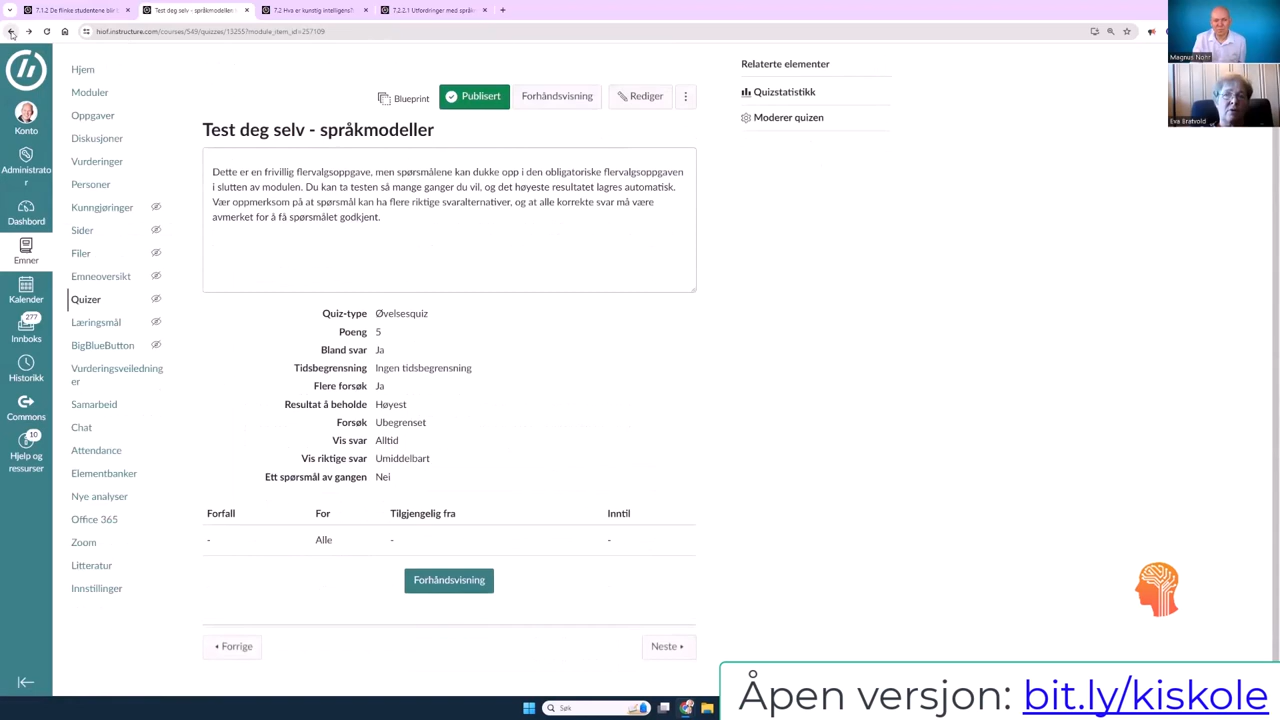 7.1.2 De flinke studentene blir
Test deg selv - språkmodeller
7.2 Hva er kunstig intelligens?
7.2.2.1 Utfordringer med språk
hiof.instructure.com/courses/549/quizzes/13255?module_item_id=257109
Magnus Nohr
Eva Bratvold
Konto
Administrato
r
Dashbord
Emner
Kalender
277
Innboks
Historikk
Commons
10
Hjelp og
ressurser
Hjem
Moduler
Oppgaver
Diskusjoner
Vurderinger
Personer
Kunngjøringer
Sider
Filer
Emneoversikt
Quizer
Læringsmål
BigBlueButton
Vurderingsveiledning
er
Samarbeid
Chat
Attendance
Elementbanker
Nye analyser
Office 365
Zoom
Litteratur
Innstillinger
Blueprint
Publisert
Forhåndsvisning
Rediger
Test deg selv - språkmodeller
Dette er en frivillig flervalgsoppgave, men spørsmålene kan dukke opp i den obligatoriske flervalgsoppgaven
i slutten av modulen. Du kan ta testen så mange ganger du vil, og det høyeste resultatet lagres automatisk.
Vær oppmerksom på at spørsmål kan ha flere riktige svaralternativer, og at alle korrekte svar må være
avmerket for å få spørsmålet godkjent.
Quiz-type Øvelsesquiz
Poeng 5
Bland svar Ja
Tidsbegrensning Ingen tidsbegrensning
Flere forsøk Ja
Resultat å beholde Høyest
Forsøk Ubegrenset
Vis svar Alltid
Vis riktige svar Umiddelbart
Ett spørsmål av gangen Nei
Forfall For Tilgjengelig fra Inntil
- Alle - -
Forhåndsvisning
Forrige
Neste
Relaterte elementer
Quizstatistikk
Moderer quizen
Åpen versjon: bit.ly/kiskole
Søk